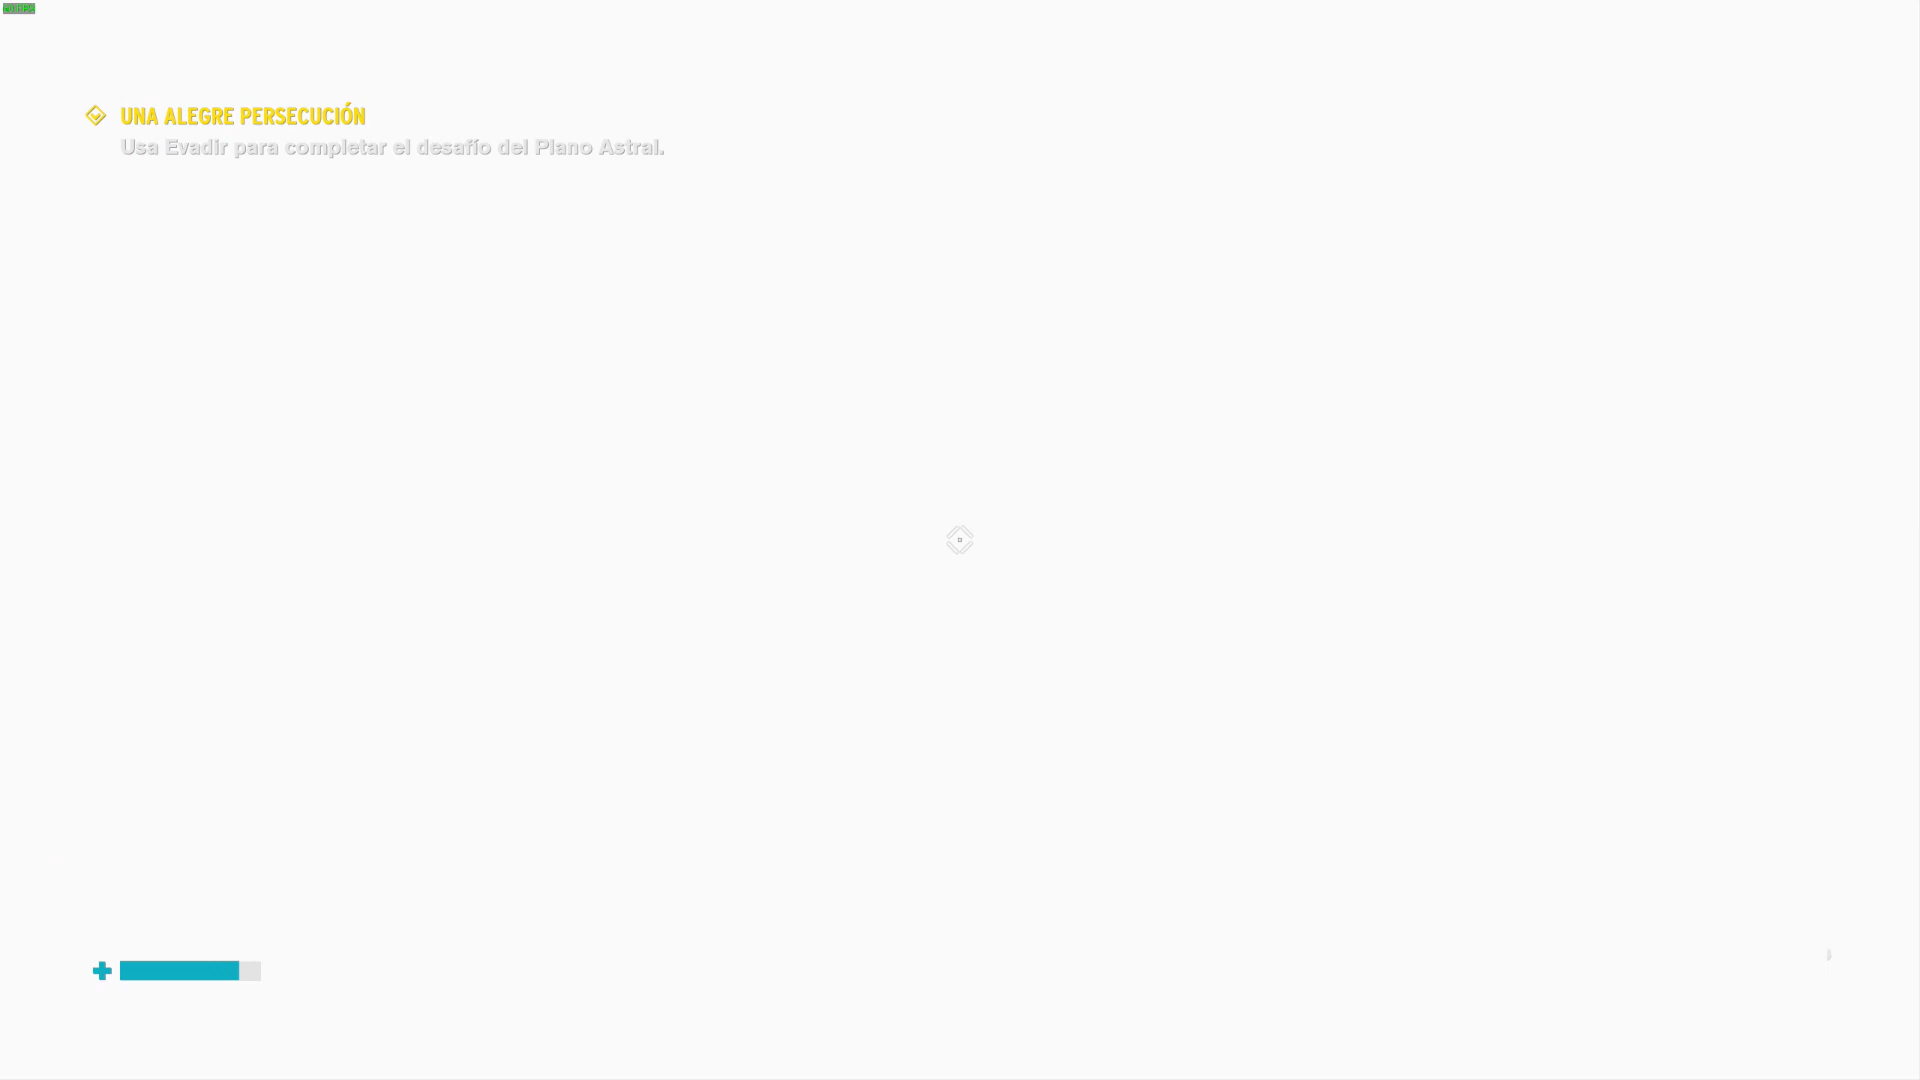 UNA ALEGRE PERSECUCIÓN
Usa Evadir para completar el desafío del Plano Astral.